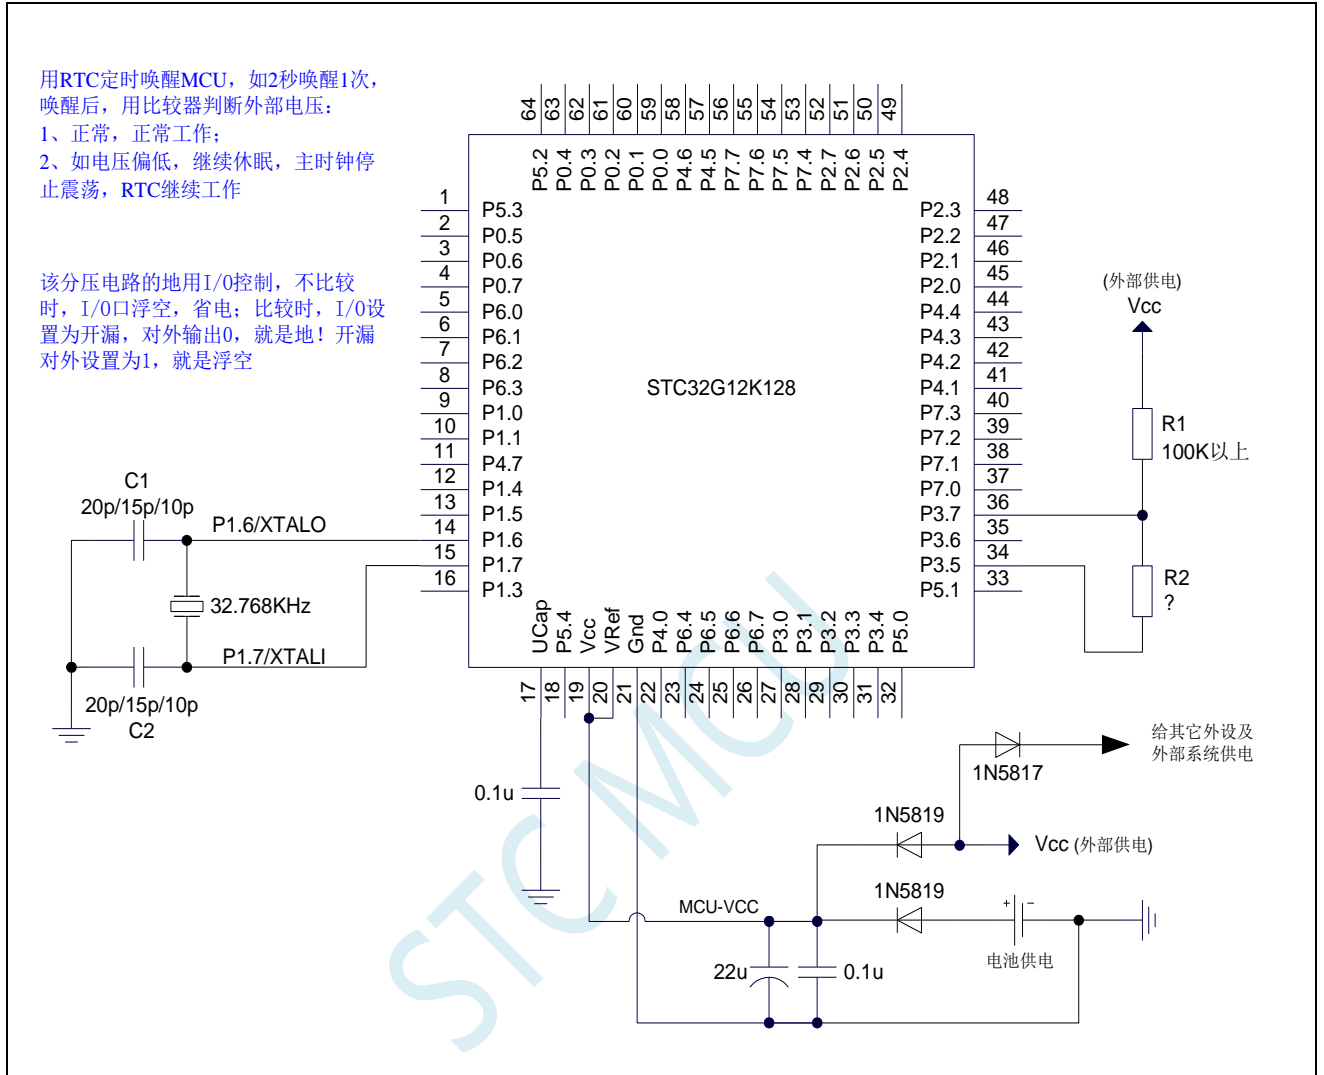 用RTC定时唤醒MCU，如2秒唤醒1次，
唤醒后，用比较器判断外部电压：
1、正常，正常工作；
2、如电压偏低，继续休眠，主时钟停
止震荡，RTC继续工作
该分压电路的地用I/O控制，不比较
时，I/O口浮空，省电；比较时，I/O设
置为开漏，对外输出0，就是地！开漏
对外设置为1，就是浮空
64 63 62 61 60 59 58 57 56 55 54 53 52 51 50 49
P5.2 P0.4 P0.3 P0.2 P0.1 P0.0 P4.6 P4.5 P7.7 P7.6 P7.5 P7.4 P2.7 P2.6 P2.5 P2.4
1 P5.3
2 P0.5
3 P0.6
4 P0.7
5 P6.0
6 P6.1
7 P6.2
8 P6.3
9 P1.0
10 P1.1
11 P4.7
12 P1.4
13 P1.5
14 P1.6
15 P1.7
16 P1.3
STC32G12K128
P2.3 48
P2.2 47
P2.1 46
P2.0 45
P4.4 44
P4.3 43
P4.2 42
P4.1 41
P7.3 40
P7.2 39
P7.1 38
P7.0 37
P3.7 36
P3.6 35
P3.5 34
P5.1 33
UCap P5.4 Vcc VRef Gnd P4.0 P6.4 P6.5 P6.6 P6.7 P3.0 P3.1 P3.2 P3.3 P3.4 P5.0
17 18 19 20 21 22 23 24 25 26 27 28 29 30 31 32
(外部供电)
Vcc
R1
100K以上
R2
?
C1
20p/15p/10p
P1.6/XTALO
32.768KHz
P1.7/XTALI
20p/15p/10p
C2
0.1u
给其它外设及
外部系统供电
1N5817
1N5819
Vcc (外部供电)
1N5819
MCU-VCC
+ −
电池供电
22u
0.1u
STC MCU